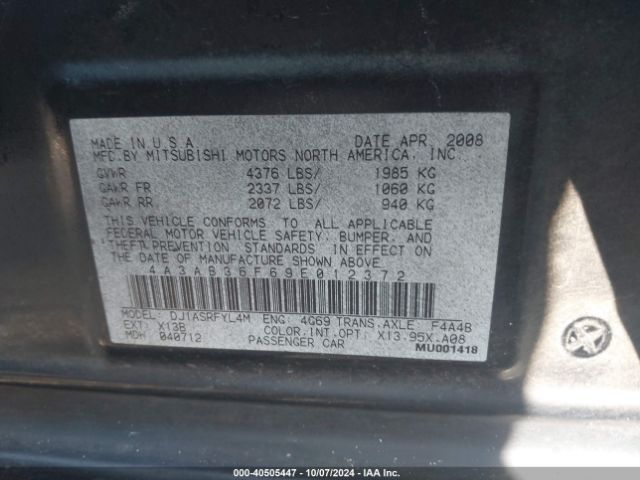 MADE IN U.S.A DATE APR. 2008
MFC.BY MITSUBISHI MOTORS NORTH AMERICA, INC.
GVWR 4376 LBS/ 1985 KG
GAWR FR 2337 LBS/ 1060 KG
GAWR RR. 2072 LBS/ 940 KG
THIS VEHICLE CONFORMS TO ALL APPLICABLE
FEDERAL MOTOR VEHICLE SAFETY, BUMPER, AND
THEFT PREVENTION STANDARDS IN EFFECT ON
THE DATE OF MANUFACTURE SHOWN ABOVE
4A3AB36F69E012372
MODEL: DJ1ASRFYL4M ENG: 4G69 TRANS.AXLE: F4A4B
EXT: X13B COLOR.INT.OPT: X13.95X.A08
MDH 040712 PASSENGER CAR MU001418
000-40505447 - 10/07/2024 - IAA Inc.